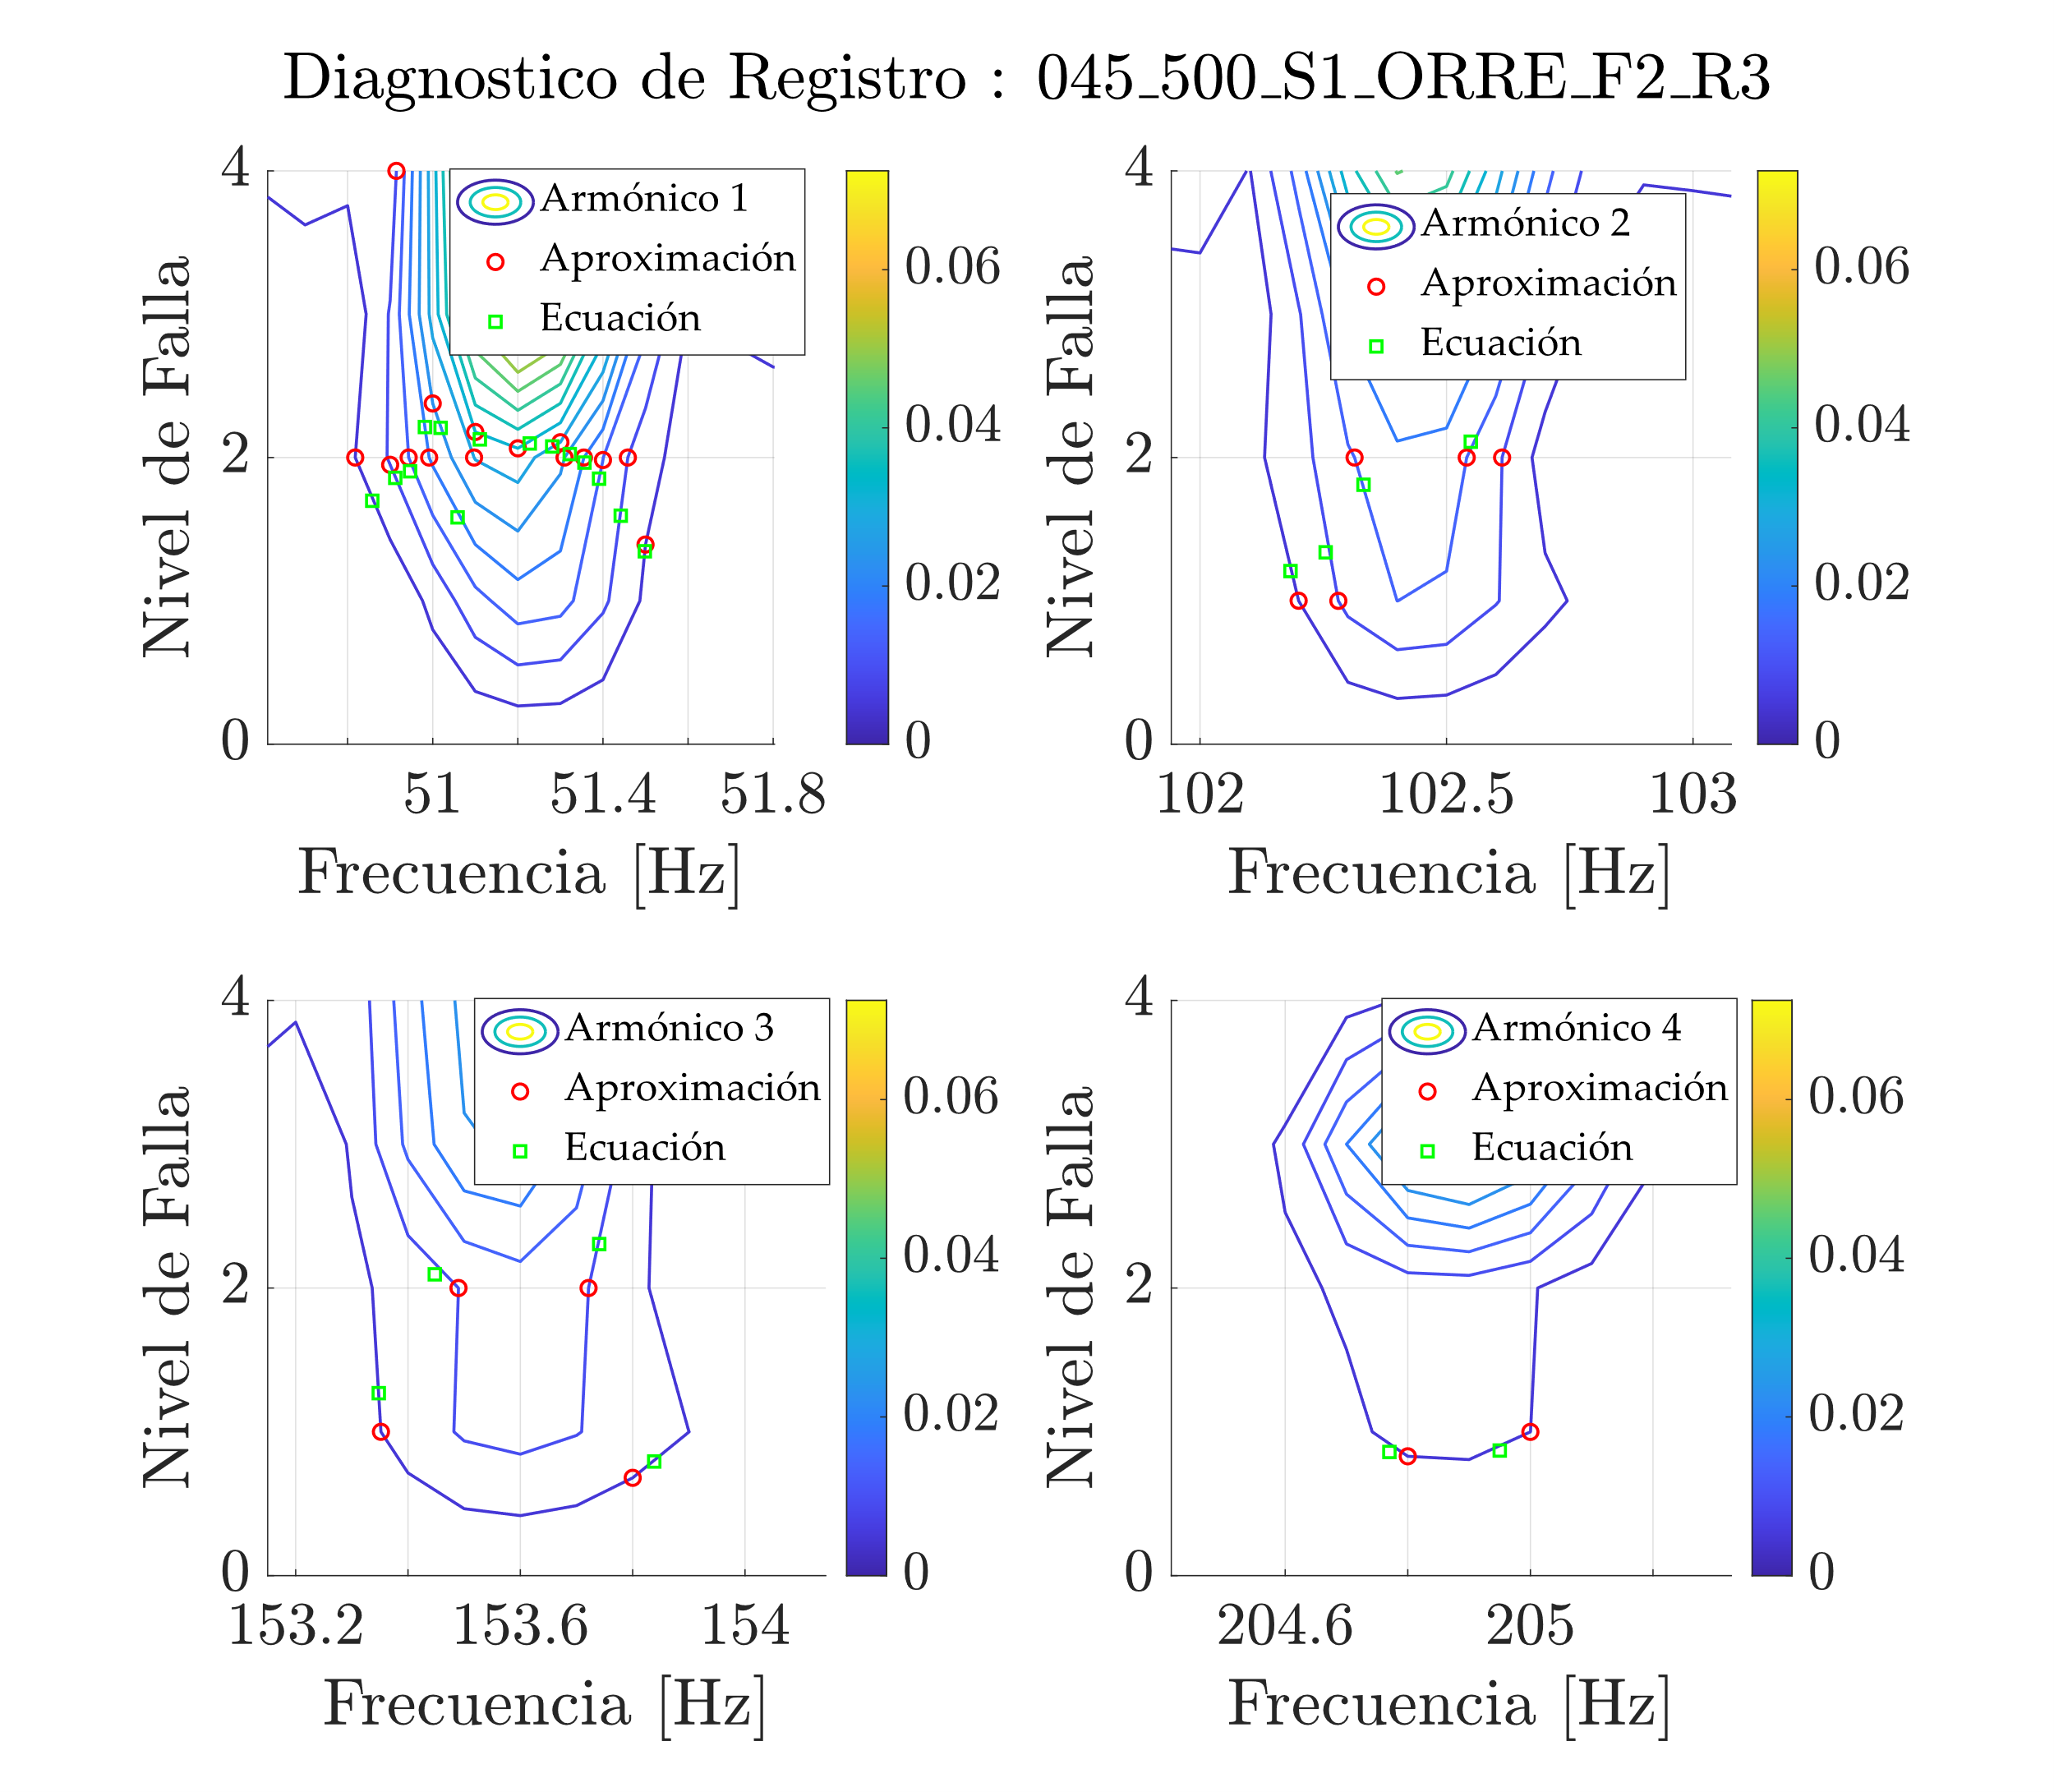 Diagnostico de Registro : 045_500_S1_ORRE_F2_R3
4
2
0
Nivel de Falla
Armónico 1
Aproximación
Ecuación
51
51.4
51.8
Frecuencia [Hz]
0.06
0.04
0.02
0
4
2
0
Nivel de Falla
Armónico 2
Aproximación
Ecuación
102
102.5
103
Frecuencia [Hz]
0.06
0.04
0.02
0
4
2
0
Nivel de Falla
Armónico 3
Aproximación
Ecuación
153.2
153.6
154
Frecuencia [Hz]
0.06
0.04
0.02
0
4
2
0
Nivel de Falla
Armónico 4
Aproximación
Ecuación
204.6
205
Frecuencia [Hz]
0.06
0.04
0.02
0